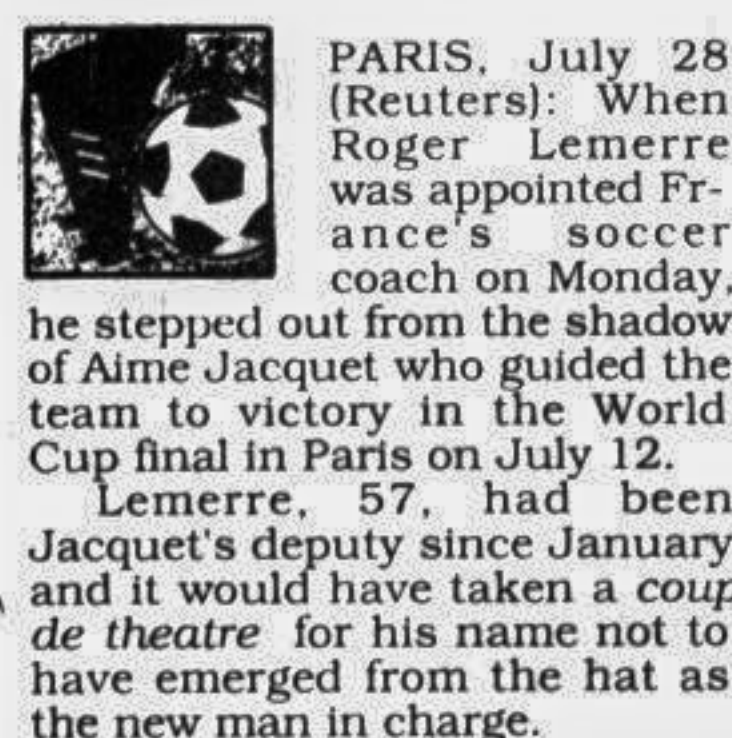 PARIS, July 28
(Reuters): When
Roger Lemerre
was appointed Fr-
ance's soccer
coach on Monday,
he stepped out from the shadow
of Aime Jacquet who guided the
team to victory in the World
Cup final in Paris on July 12.
Lemerre, 57, had been
Jacquet's deputy since January
and it would have taken a coup
de theatre for his name not to
have emerged from the hat as
the new man in charge.